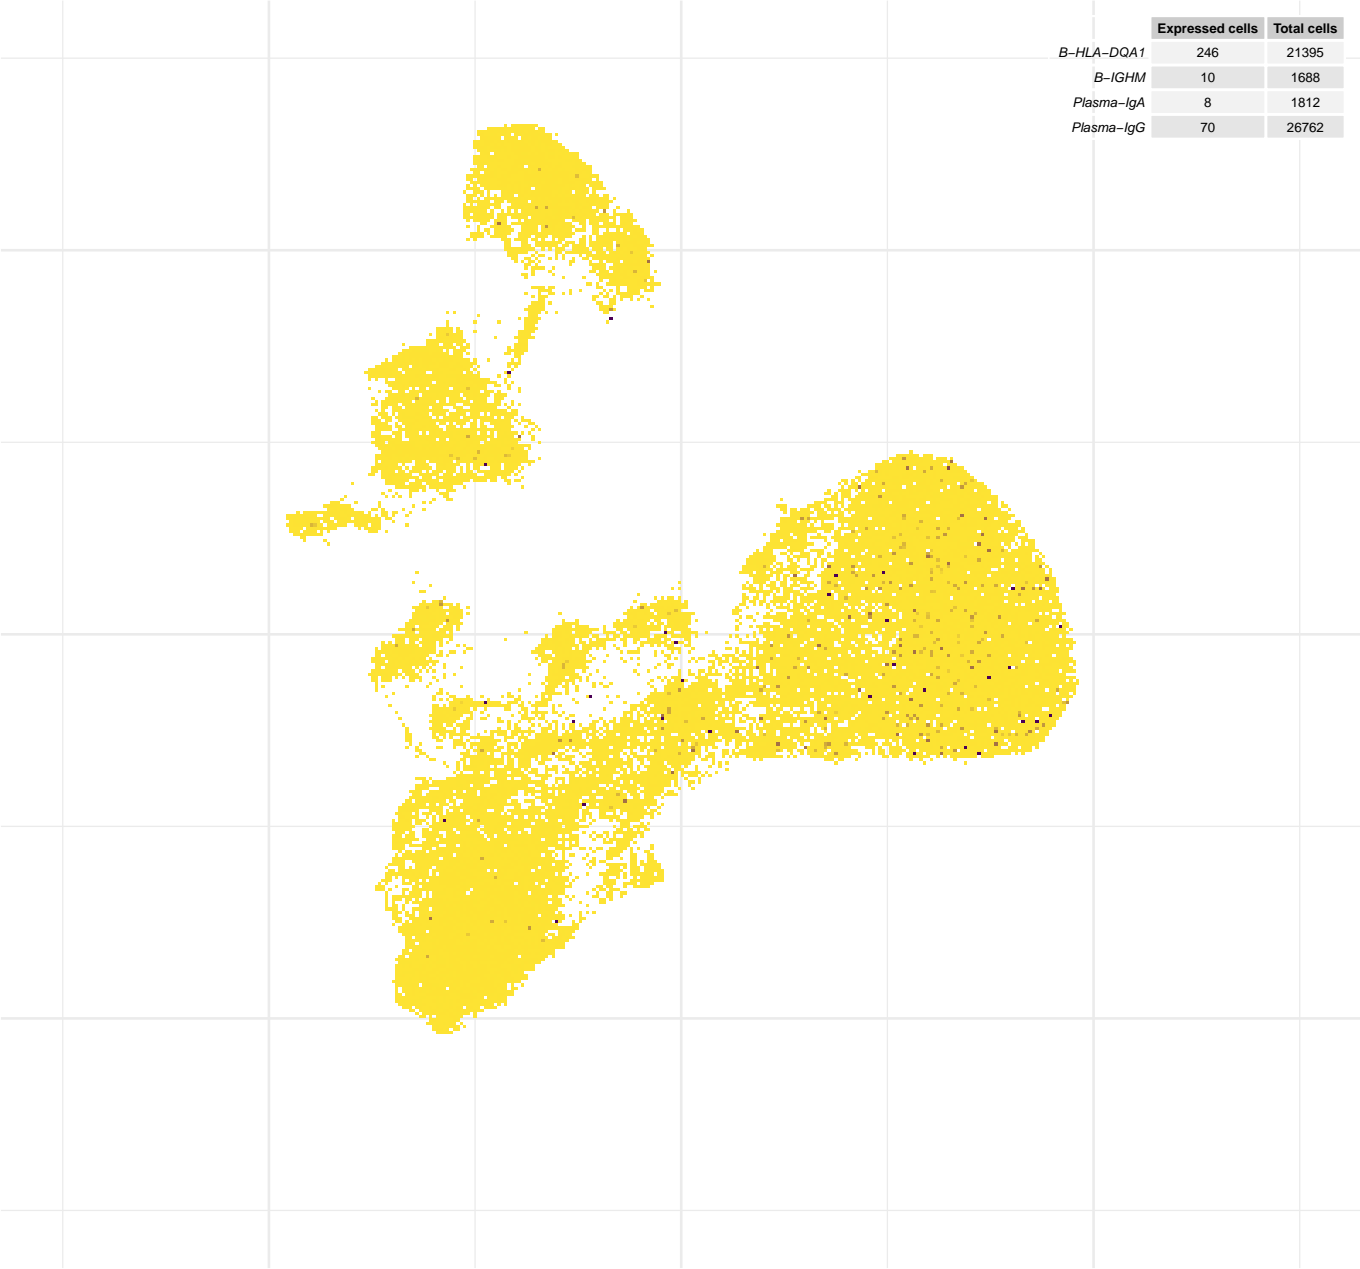 Expressed cells Total cells
B−HLA−DQA1 246 21395
B−IGHM 10 1688
Plasma−IgA 8 1812
Plasma−IgG 70 26762